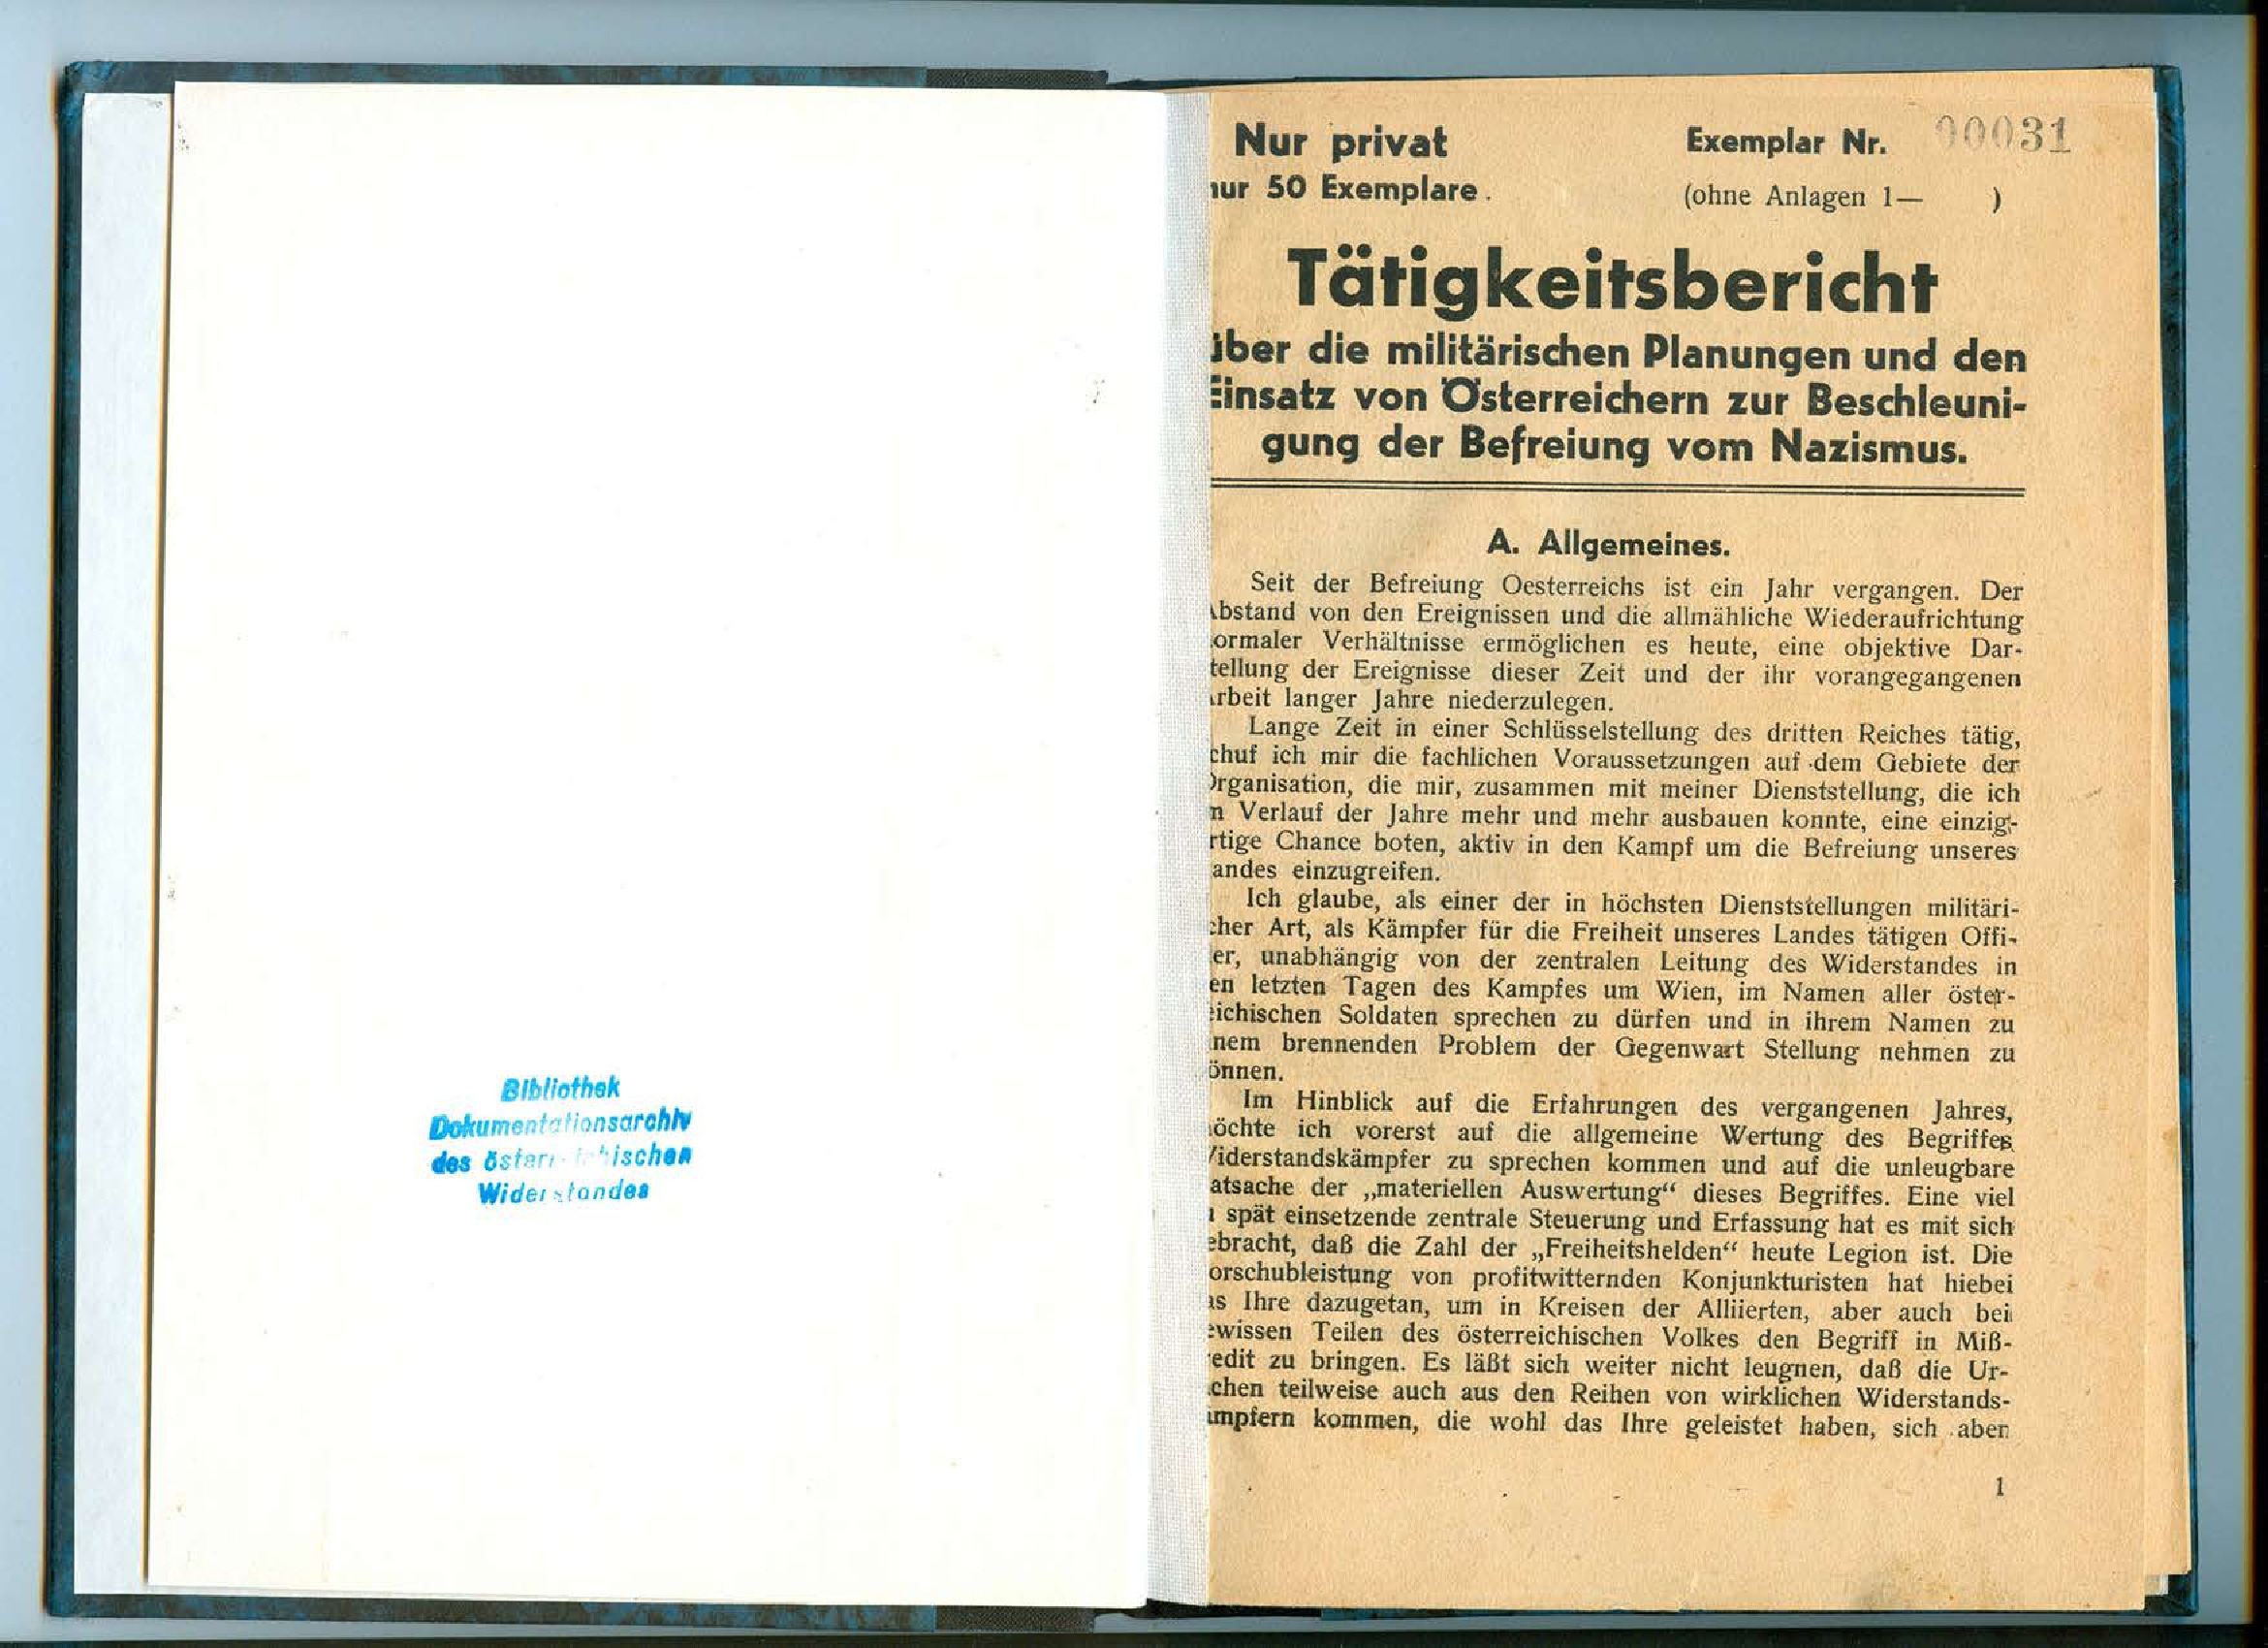 Bibliothek
Dokumentationsarchiv
des österreichischen
Widerstandes
Nur privat
nur 50 Exemplare.
Exemplar Nr. 00031
(ohne Anlagen 1— )
Tätigkeitsbericht
über die militärischen Planungen und den
Einsatz von Österreichern zur Beschleuni-
gung der Befreiung vom Nazismus.
A. Allgemeines.
Seit der Befreiung Oesterreichs ist ein Jahr vergangen. Der
Abstand von den Ereignissen und die allmähliche Wiederaufrichtung
ormaler Verhältnisse ermöglichen es heute, eine objektive Dar-
tellung der Ereignisse dieser Zeit und der ihr vorangegangenen
rbeit langer Jahre niederzulegen.
Lange Zeit in einer Schlüsselstellung des dritten Reiches tätig,
chuf ich mir die fachlichen Voraussetzungen auf dem Gebiete der
Organisation, die mir, zusammen mit meiner Dienststellung, die ich
n Verlauf der Jahre mehr und mehr ausbauen konnte, eine einzig-
rtige Chance boten, aktiv in den Kampf um die Befreiung unseres
andes einzugreifen.
Ich glaube, als einer der in höchsten Dienststellungen militäri-
cher Art, als Kämpfer für die Freiheit unseres Landes tätigen Offi-
er, unabhängig von der zentralen Leitung des Widerstandes in
en letzten Tagen des Kampfes um Wien, im Namen aller öster-
eichischen Soldaten sprechen zu dürfen und in ihrem Namen zu
nem brennenden Problem der Gegenwart Stellung nehmen zu
önnen.
Im Hinblick auf die Erfahrungen des vergangenen Jahres,
öchte ich vorerst auf die allgemeine Wertung des Begriffes
Widerstandskämpfer zu sprechen kommen und auf die unleugbare
atsache der „materiellen Auswertung“ dieses Begriffes. Eine viel
u spät einsetzende zentrale Steuerung und Erfassung hat es mit sich
ebracht, daß die Zahl der „Freiheitshelden“ heute Legion ist. Die
orschubleistung von profitwitternden Konjunkturisten hat hiebei
as Ihre dazugetan, um in Kreisen der Alliierten, aber auch bei
ewissen Teilen des österreichischen Volkes den Begriff in Miß-
redit zu bringen. Es läßt sich weiter nicht leugnen, daß die Ur-
chen teilweise auch aus den Reihen von wirklichen Widerstands-
ämpfern kommen, die wohl das Ihre geleistet haben, sich aber
1